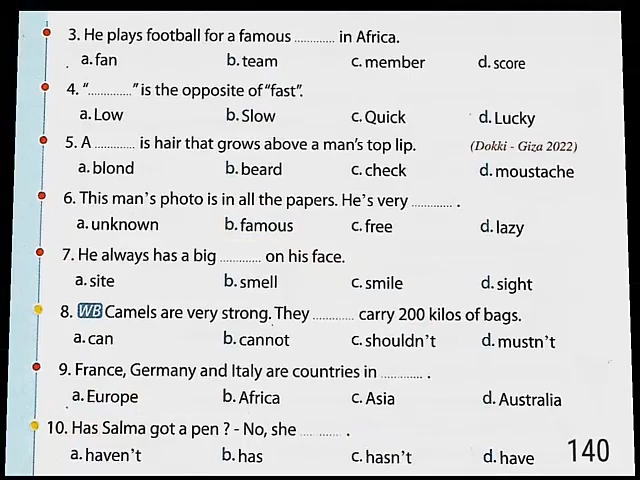 3. He plays football for a famous ............ in Africa.
a. fan b. team c. member d. score
4. "..............." is the opposite of "fast".
a. Low b. Slow c. Quick d. Lucky
5. A ............ is hair that grows above a man's top lip. (Dokki - Giza 2022)
a. blond b. beard c. check d. moustache
6. This man's photo is in all the papers. He's very ............ .
a. unknown b. famous c. free d. lazy
7. He always has a big ............ on his face.
a. site b. smell c. smile d. sight
8. WB Camels are very strong. They ............ carry 200 kilos of bags.
a. can b. cannot c. shouldn't d. mustn't
9. France, Germany and Italy are countries in ............ .
a. Europe b. Africa c. Asia d. Australia
10. Has Salma got a pen ? - No, she ............ .
a. haven't b. has c. hasn't d. have
140